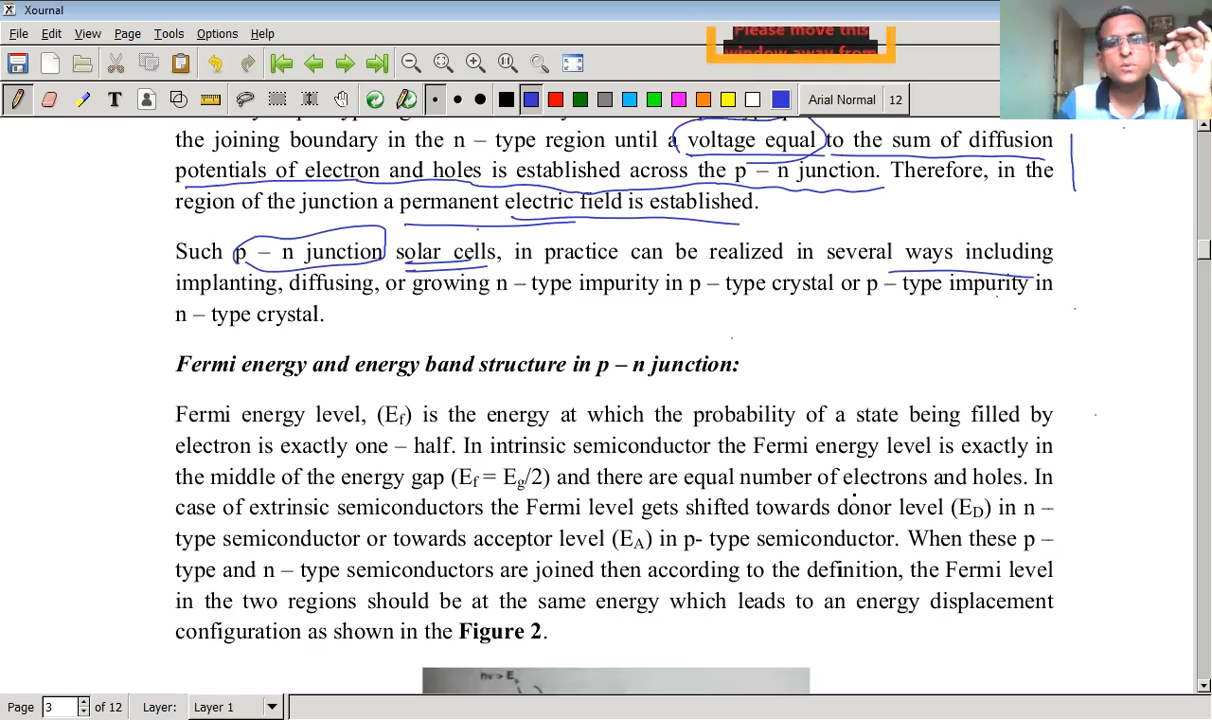 Xournal
File Edit View Page Tools Options Help
Please move this
window away from
Arial Normal 12
the joining boundary in the n – type region until a voltage equal to the sum of diffusion
potentials of electron and holes is established across the p – n junction. Therefore, in the
region of the junction a permanent electric field is established.
Such p – n junction solar cells, in practice can be realized in several ways including
implanting, diffusing, or growing n – type impurity in p – type crystal or p – type impurity in
n – type crystal.
Fermi energy and energy band structure in p – n junction:
Fermi energy level, (Ef) is the energy at which the probability of a state being filled by
electron is exactly one – half. In intrinsic semiconductor the Fermi energy level is exactly in
the middle of the energy gap (Ef = Eg/2) and there are equal number of electrons and holes. In
case of extrinsic semiconductors the Fermi level gets shifted towards donor level (ED) in n –
type semiconductor or towards acceptor level (EA) in p- type semiconductor. When these p –
type and n – type semiconductors are joined then according to the definition, the Fermi level
in the two regions should be at the same energy which leads to an energy displacement
configuration as shown in the Figure 2.
Page 3 of 12 Layer: Layer 1